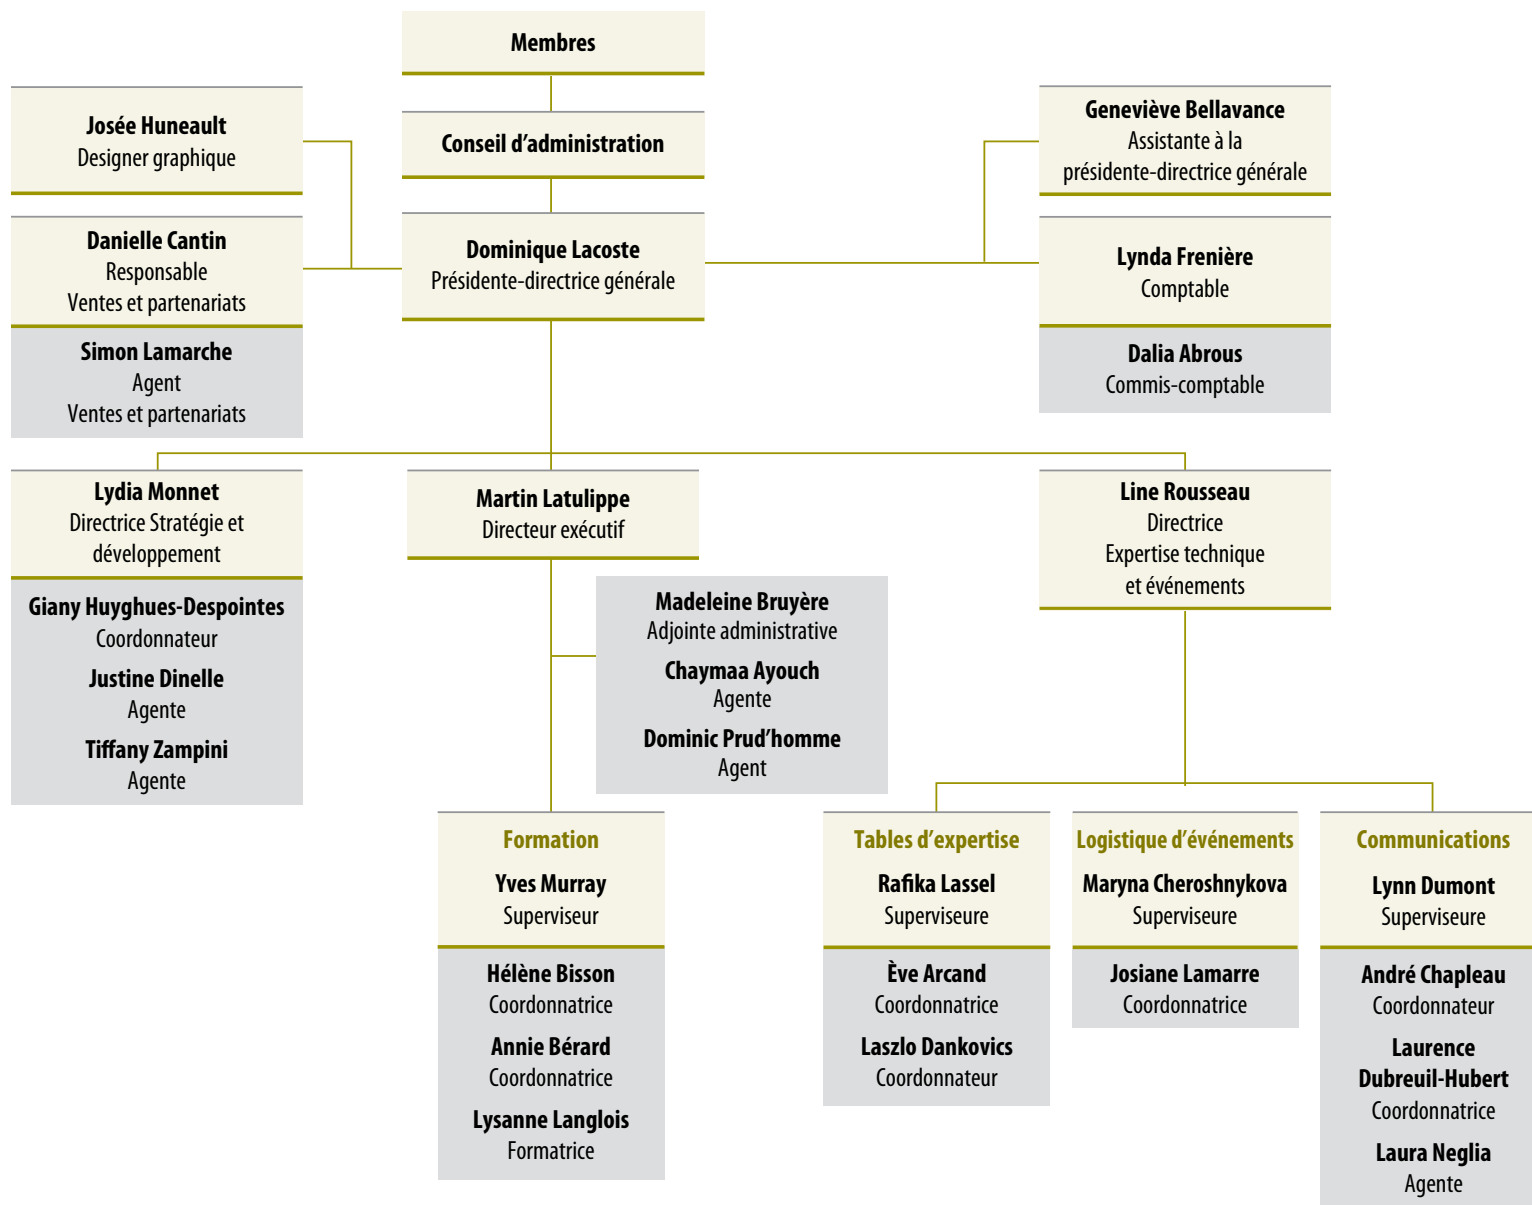 Membres
Conseil d'administration
Josée Huneault
Designer graphique
Geneviève Bellavance
Assistante à la
présidente-directrice générale
Danielle Cantin
Responsable
Ventes et partenariats
Simon Lamarche
Agent
Ventes et partenariats
Dominique Lacoste
Présidente-directrice générale
Lynda Frenière
Comptable
Dalia Abrous
Commis-comptable
Lydia Monnet
Directrice Stratégie et
développement
Giany Huyghues-Despointes
Coordonnateur
Justine Dinelle
Agente
Tiffany Zampini
Agente
Martin Latulippe
Directeur exécutif
Madeleine Bruyère
Adjointe administrative
Chaymaa Ayouch
Agente
Dominic Prud'homme
Agent
Line Rousseau
Directrice
Expertise technique
et événements
Formation
Yves Murray
Superviseur
Hélène Bisson
Coordonnatrice
Annie Bérard
Coordonnatrice
Lysanne Langlois
Formatrice
Tables d'expertise
Rafika Lassel
Superviseure
Ève Arcand
Coordonnatrice
Laszlo Dankovics
Coordonnateur
Logistique d'événements
Maryna Cheroshnykova
Superviseure
Josiane Lamarre
Coordonnatrice
Communications
Lynn Dumont
Superviseure
André Chapleau
Coordonnateur
Laurence
Dubreuil-Hubert
Coordonnatrice
Laura Neglia
Agente